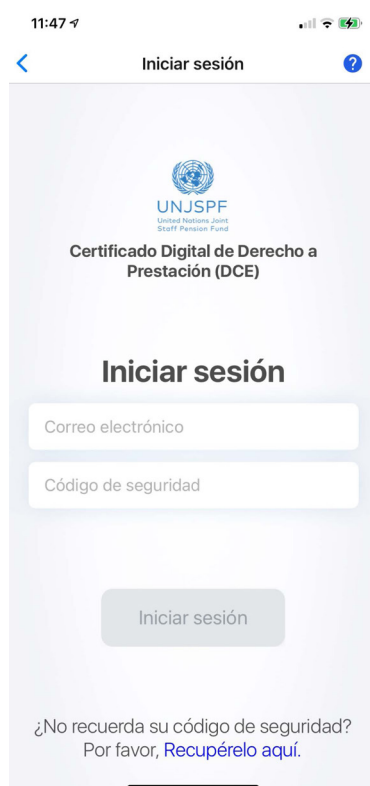 11:47
Iniciar sesión
?
UNJSPF
United Nations Joint
Staff Pension Fund
Certificado Digital de Derecho a
Prestación (DCE)
Iniciar sesión
Correo electrónico
Código de seguridad
Iniciar sesión
¿No recuerda su código de seguridad?
Por favor, Recupérelo aquí.